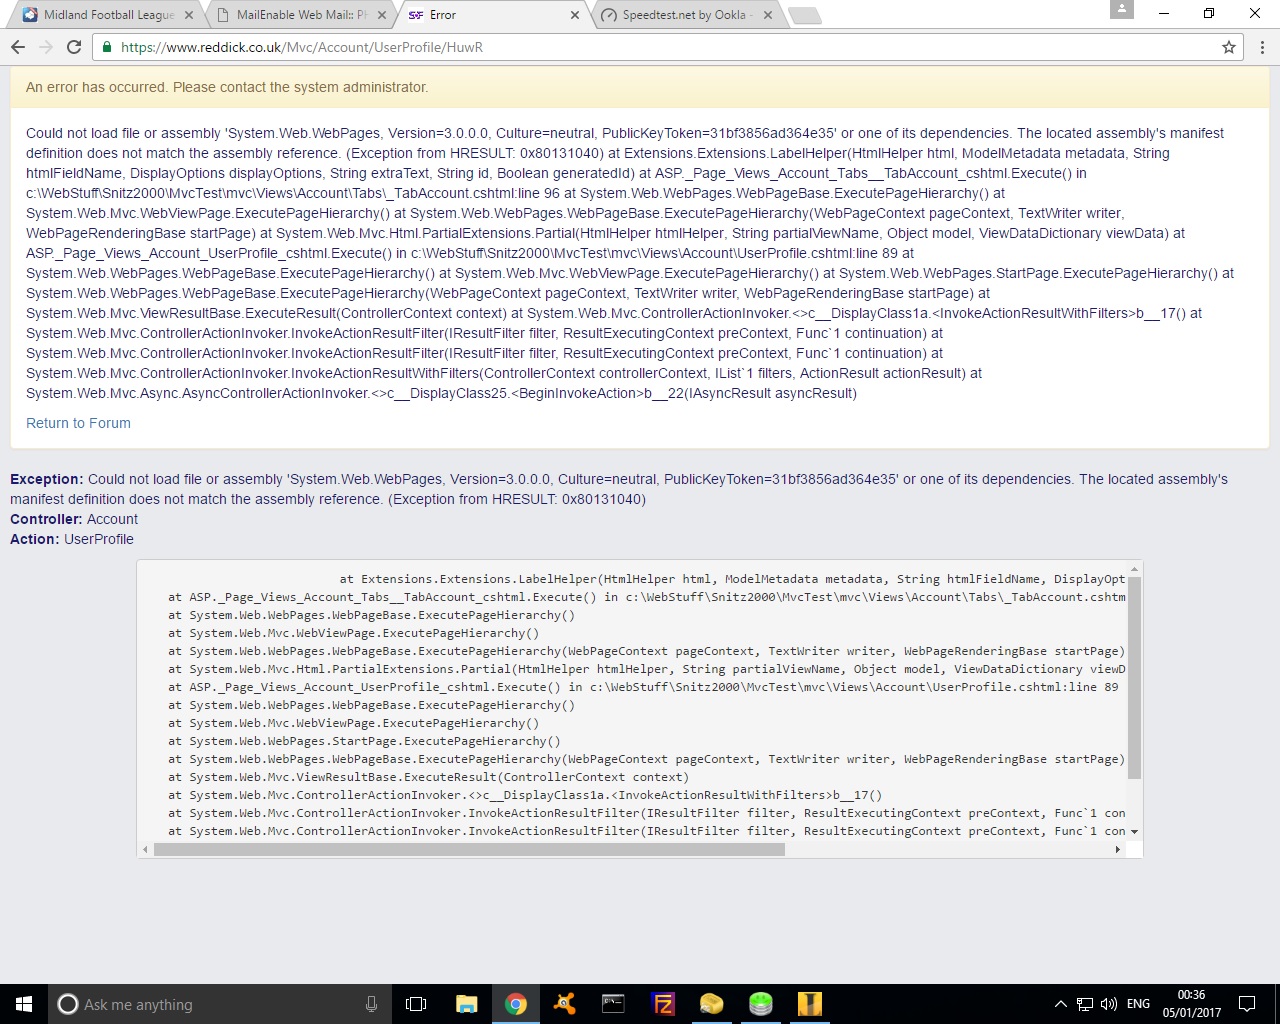 Midland Football League
MailEnable Web Mail:: Pl
Error
Speedtest.net by Ookla -
https://www.reddick.co.uk/Mvc/Account/UserProfile/HuwR
An error has occurred. Please contact the system administrator.
Could not load file or assembly 'System.Web.WebPages, Version=3.0.0.0, Culture=neutral, PublicKeyToken=31bf3856ad364e35' or one of its dependencies. The located assembly's manifest
definition does not match the assembly reference. (Exception from HRESULT: 0x80131040) at Extensions.Extensions.LabelHelper(HtmlHelper html, ModelMetadata metadata, String
htmlFieldName, DisplayOptions displayOptions, String extraText, String id, Boolean generatedId) at ASP._Page_Views_Account_Tabs__TabAccount_cshtml.Execute() in
c:\WebStuff\Snitz2000\MvcTest\mvc\Views\Account\Tabs\_TabAccount.cshtml:line 96 at System.Web.WebPages.WebPageBase.ExecutePageHierarchy() at
System.Web.Mvc.WebViewPage.ExecutePageHierarchy() at System.Web.WebPages.WebPageBase.ExecutePageHierarchy(WebPageContext pageContext, TextWriter writer,
WebPageRenderingBase startPage) at System.Web.Mvc.Html.PartialExtensions.Partial(HtmlHelper htmlHelper, String partialViewName, Object model, ViewDataDictionary viewData) at
ASP._Page_Views_Account_UserProfile_cshtml.Execute() in c:\WebStuff\Snitz2000\MvcTest\mvc\Views\Account\UserProfile.cshtml:line 89 at
System.Web.WebPages.WebPageBase.ExecutePageHierarchy() at System.Web.Mvc.WebViewPage.ExecutePageHierarchy() at System.Web.WebPages.StartPage.ExecutePageHierarchy() at
System.Web.WebPages.WebPageBase.ExecutePageHierarchy(WebPageContext pageContext, TextWriter writer, WebPageRenderingBase startPage) at
System.Web.Mvc.ViewResultBase.ExecuteResult(ControllerContext context) at System.Web.Mvc.ControllerActionInvoker.<>c__DisplayClass1a.<InvokeActionResultWithFilters>b__17() at
System.Web.Mvc.ControllerActionInvoker.InvokeActionResultFilter(IResultFilter filter, ResultExecutingContext preContext, Func`1 continuation) at
System.Web.Mvc.ControllerActionInvoker.InvokeActionResultFilter(IResultFilter filter, ResultExecutingContext preContext, Func`1 continuation) at
System.Web.Mvc.ControllerActionInvoker.InvokeActionResultWithFilters(ControllerContext controllerContext, IList`1 filters, ActionResult actionResult) at
System.Web.Mvc.Async.AsyncControllerActionInvoker.<>c__DisplayClass25.<BeginInvokeAction>b__22(IAsyncResult asyncResult)
Return to Forum
Exception: Could not load file or assembly 'System.Web.WebPages, Version=3.0.0.0, Culture=neutral, PublicKeyToken=31bf3856ad364e35' or one of its dependencies. The located assembly's
manifest definition does not match the assembly reference. (Exception from HRESULT: 0x80131040)
Controller: Account
Action: UserProfile
at Extensions.Extensions.LabelHelper(HtmlHelper html, ModelMetadata metadata, String htmlFieldName, DisplayOpt
at ASP._Page_Views_Account_Tabs__TabAccount_cshtml.Execute() in c:\WebStuff\Snitz2000\MvcTest\mvc\Views\Account\Tabs\_TabAccount.cshtm
at System.Web.WebPages.WebPageBase.ExecutePageHierarchy()
at System.Web.Mvc.WebViewPage.ExecutePageHierarchy()
at System.Web.WebPages.WebPageBase.ExecutePageHierarchy(WebPageContext pageContext, TextWriter writer, WebPageRenderingBase startPage)
at System.Web.Mvc.Html.PartialExtensions.Partial(HtmlHelper htmlHelper, String partialViewName, Object model, ViewDataDictionary viewD
at ASP._Page_Views_Account_UserProfile_cshtml.Execute() in c:\WebStuff\Snitz2000\MvcTest\mvc\Views\Account\UserProfile.cshtml:line 89
at System.Web.WebPages.WebPageBase.ExecutePageHierarchy()
at System.Web.Mvc.WebViewPage.ExecutePageHierarchy()
at System.Web.WebPages.StartPage.ExecutePageHierarchy()
at System.Web.WebPages.WebPageBase.ExecutePageHierarchy(WebPageContext pageContext, TextWriter writer, WebPageRenderingBase startPage)
at System.Web.Mvc.ViewResultBase.ExecuteResult(ControllerContext context)
at System.Web.Mvc.ControllerActionInvoker.<>c__DisplayClass1a.<InvokeActionResultWithFilters>b__17()
at System.Web.Mvc.ControllerActionInvoker.InvokeActionResultFilter(IResultFilter filter, ResultExecutingContext preContext, Func`1 con
at System.Web.Mvc.ControllerActionInvoker.InvokeActionResultFilter(IResultFilter filter, ResultExecutingContext preContext, Func`1 con
Ask me anything
ENG
00:36
05/01/2017